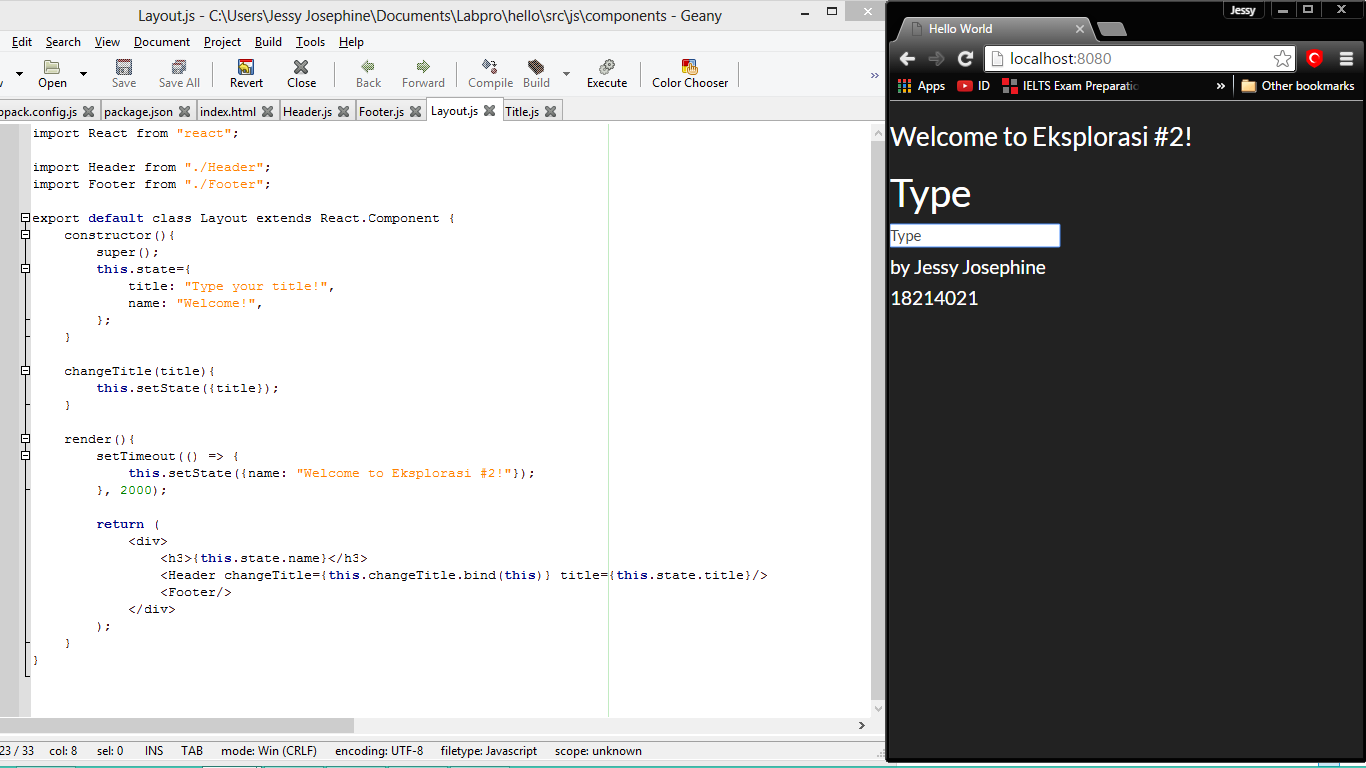 Layout.js - C:\Users\Jessy Josephine\Documents\Labpro\hello\src\js\components - Geany
Edit Search View Document Project Build Tools Help
Open Save Save All Revert Close Back Forward Compile Build Execute Color Chooser »
package.json index.html Header.js Footer.js Layout.js Title.js
import React from "react";
import Header from "./Header";
import Footer from "./Footer";
export default class Layout extends React.Component {
constructor(){
super();
this.state={
title: "Type your title!",
name: "Welcome!",
};
}
changeTitle(title){
this.setState({title});
}
render(){
setTimeout(() => {
this.setState({name: "Welcome to Eksplorasi #2!"});
}, 2000);
return (
<div>
<h3>{this.state.name}</h3>
<Header changeTitle={this.changeTitle.bind(this)} title={this.state.title}/>
<Footer/>
</div>
);
}
}
23 / 33 col: 8 sel: 0 INS TAB mode: Win (CRLF) encoding: UTF-8 filetype: Javascript scope: unknown
Jessy
Hello World
localhost:8080
Apps ID IELTS Exam Preparatio » Other bookmarks
Welcome to Eksplorasi #2!
Type
Type
by Jessy Josephine
18214021